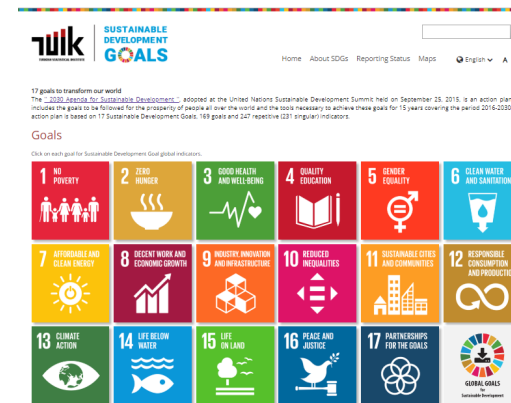 TUİK
TURKISH STATISTICAL INSTITUTE
SUSTAINABLE
DEVELOPMENT
GOALS
Home About SDGs Reporting Status Maps English A
17 goals to transform our world
The " 2030 Agenda for Sustainable Development ", adopted at the United Nations Sustainable Development Summit held on September 25, 2015, is an action plan
includes the goals to be followed for the prosperity of people all over the world and the tools necessary to achieve these goals for 15 years covering the period 2016-2030
action plan is based on 17 Sustainable Development Goals, 169 goals and 247 repetitive (231 singular) indicators.
Goals
Click on each goal for Sustainable Development Goal global indicators.
1 NO
POVERTY
2 ZERO
HUNGER
3 GOOD HEALTH
AND WELL-BEING
4 QUALITY
EDUCATION
5 GENDER
EQUALITY
6 CLEAN WATER
AND SANITATION
7 AFFORDABLE AND
CLEAN ENERGY
8 DECENT WORK AND
ECONOMIC GROWTH
9 INDUSTRY, INNOVATION
AND INFRASTRUCTURE
10 REDUCED
INEQUALITIES
11 SUSTAINABLE CITIES
AND COMMUNITIES
12 RESPONSIBLE
CONSUMPTION
AND PRODUCTIO
13 CLIMATE
ACTION
14 LIFE BELOW
WATER
15 LIFE
ON LAND
16 PEACE AND
JUSTICE
17 PARTNERSHIPS
FOR THE GOALS
GLOBAL GOALS
for
Sustainable Development